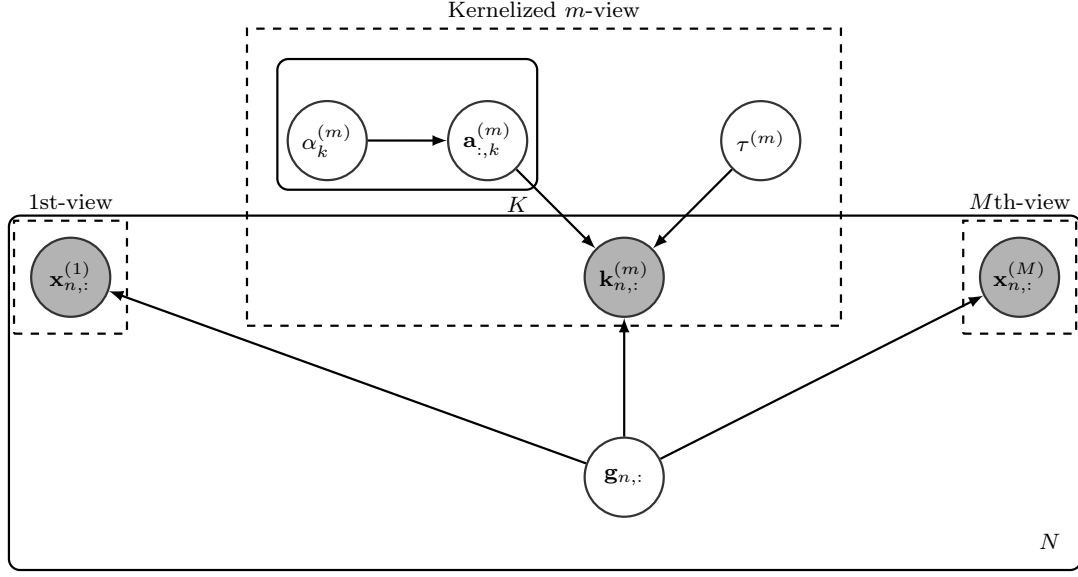 Kernelized m-view
α_k^{(m)}
a_{:,k}^{(m)}
τ^{(m)}
K
1st-view
Mth-view
x_{n,:}^{(1)}
k_{n,:}^{(m)}
x_{n,:}^{(M)}
g_{n,:}
N